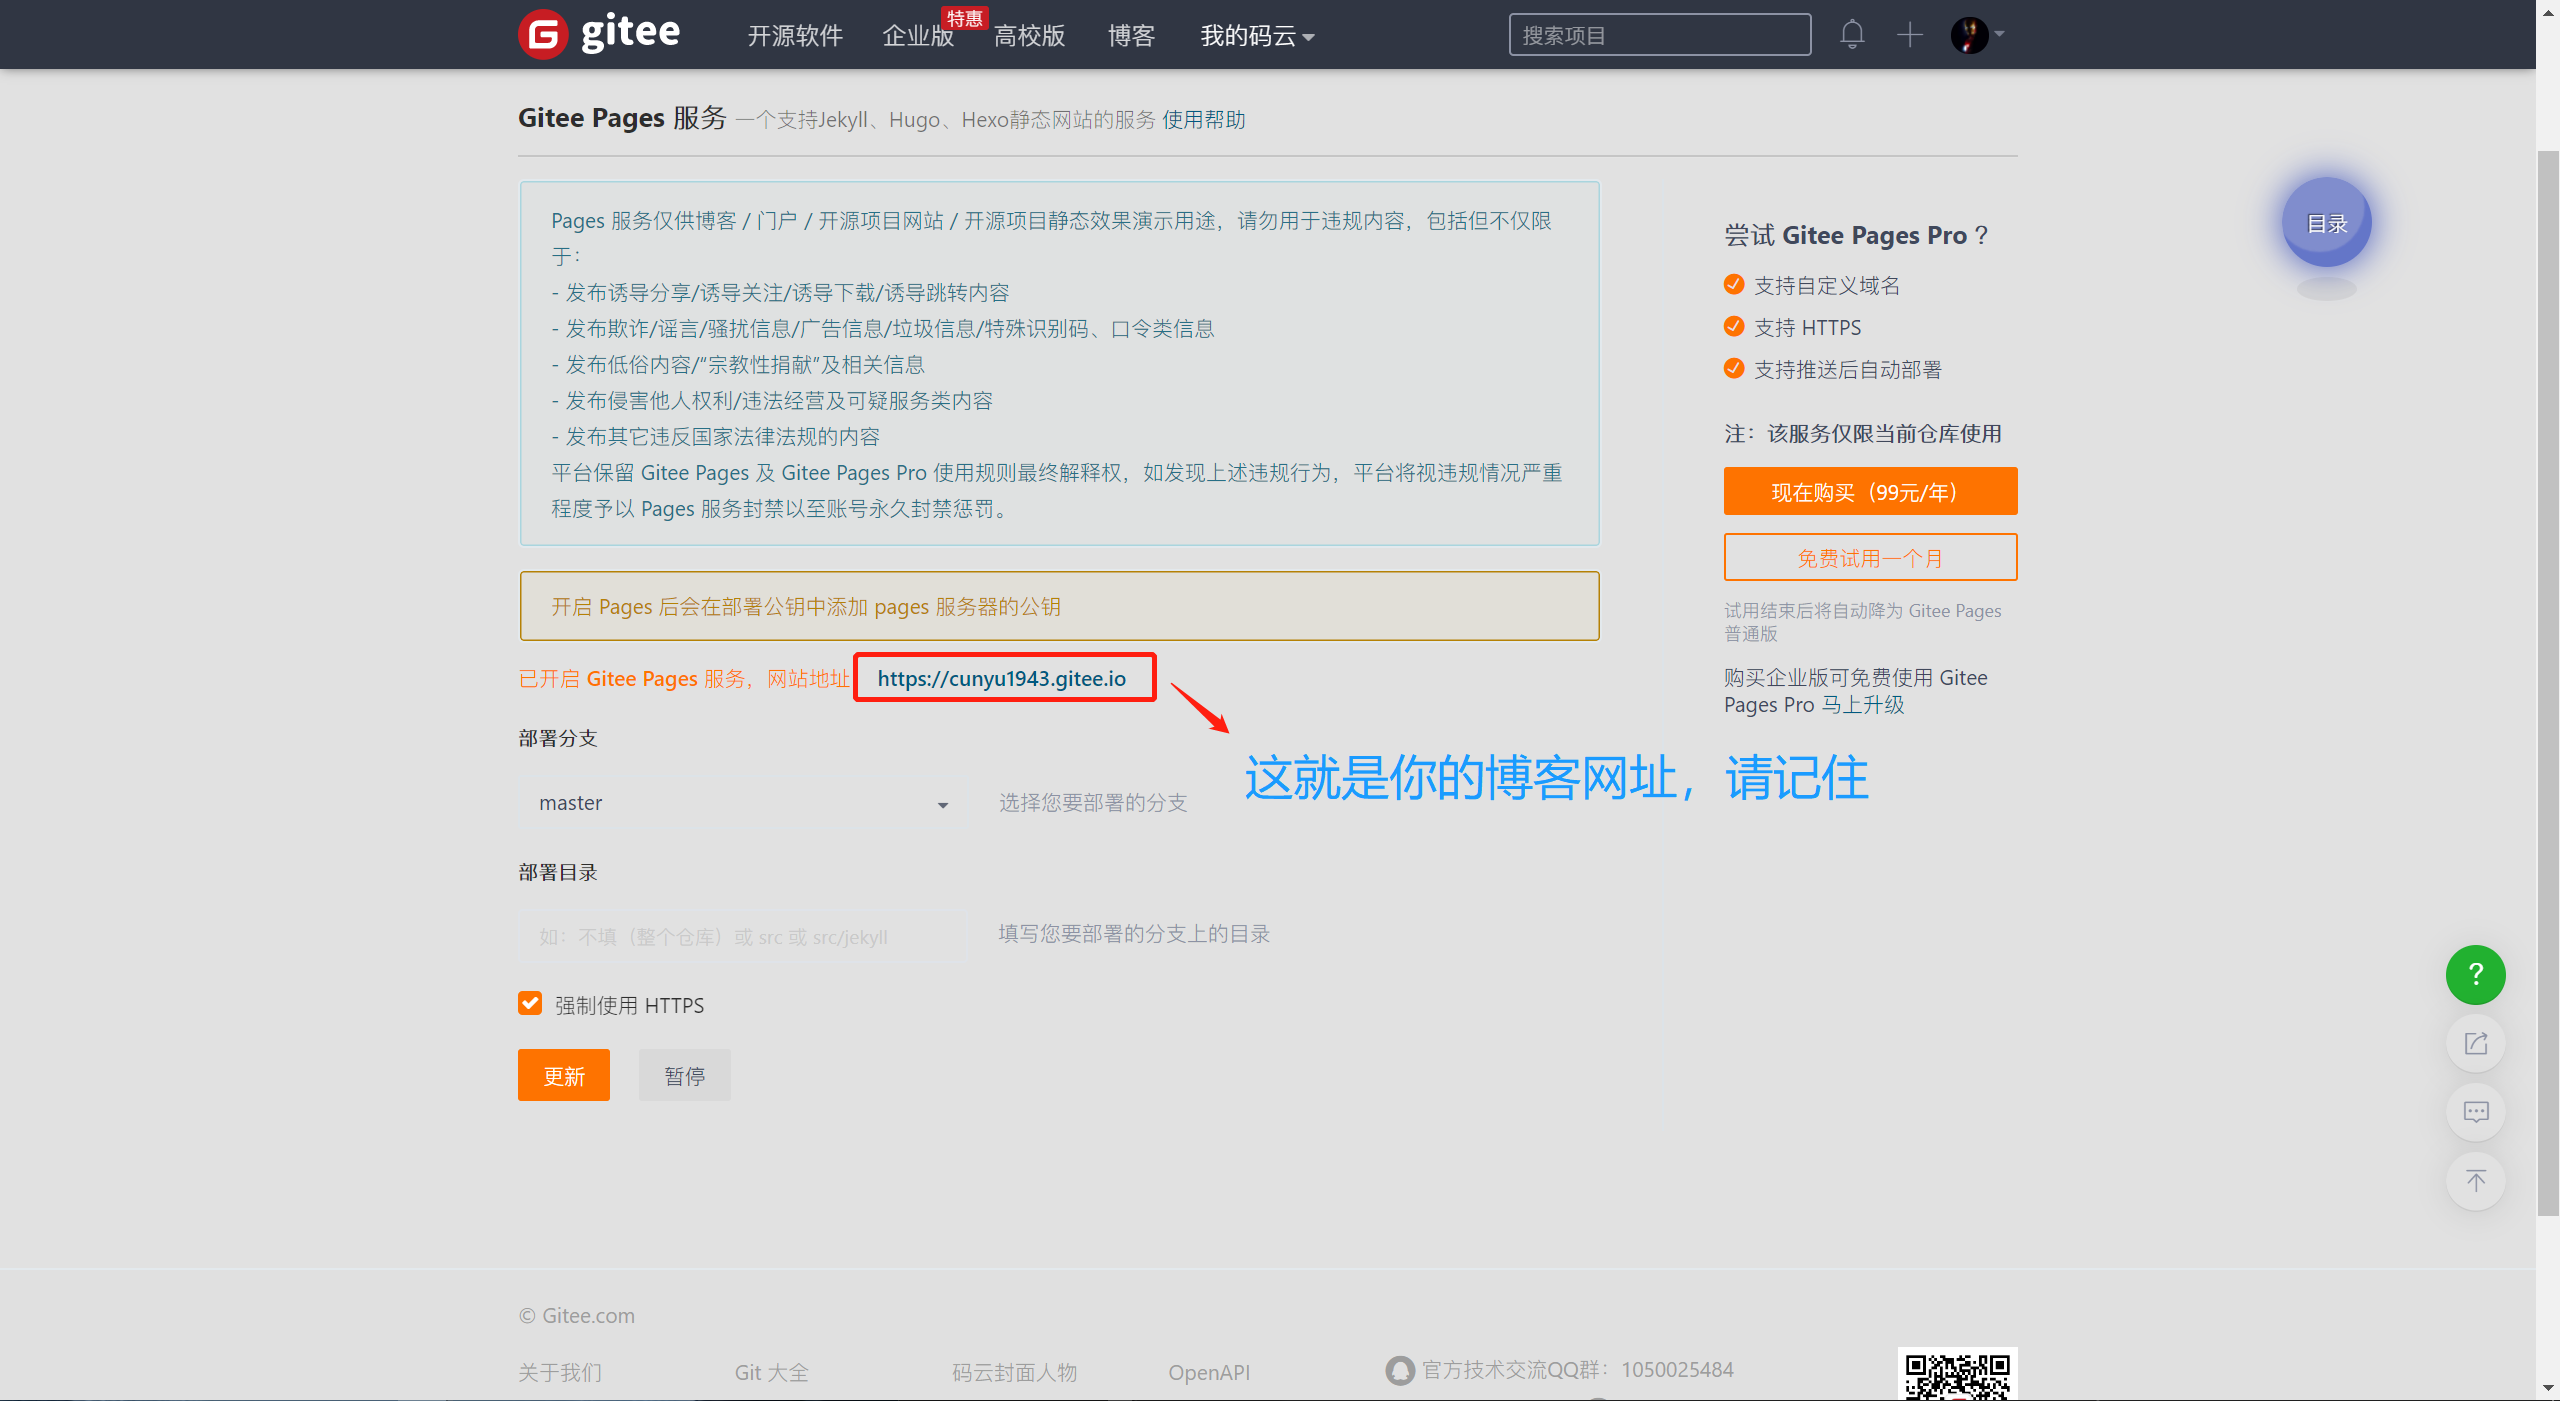 gitee
开源软件
企业版
特惠
高校版
博客
我的码云
搜索项目
Gitee Pages 服务 一个支持Jekyll、Hugo、Hexo静态网站的服务 使用帮助
Pages 服务仅供博客 / 门户 / 开源项目网站 / 开源项目静态效果演示用途，请勿用于违规内容，包括但不仅限
于：
- 发布诱导分享/诱导关注/诱导下载/诱导跳转内容
- 发布欺诈/谣言/骚扰信息/广告信息/垃圾信息/特殊识别码、口令类信息
- 发布低俗内容/“宗教性捐献”及相关信息
- 发布侵害他人权利/违法经营及可疑服务类内容
- 发布其它违反国家法律法规的内容
平台保留 Gitee Pages 及 Gitee Pages Pro 使用规则最终解释权，如发现上述违规行为，平台将视违规情况严重
程度予以 Pages 服务封禁以至账号永久封禁惩罚。
开启 Pages 后会在部署公钥中添加 pages 服务器的公钥
已开启 Gitee Pages 服务，网站地址 https://cunyu1943.gitee.io
这就是你的博客网址，请记住
部署分支
master
选择您要部署的分支
部署目录
如：不填（整个仓库）或 src 或 src/jekyll
填写您要部署的分支上的目录
强制使用 HTTPS
更新
暂停
尝试 Gitee Pages Pro ?
支持自定义域名
支持 HTTPS
支持推送后自动部署
注：该服务仅限当前仓库使用
现在购买（99元/年）
免费试用一个月
试用结束后将自动降为 Gitee Pages
普通版
购买企业版可免费使用 Gitee
Pages Pro 马上升级
目录
?
© Gitee.com
关于我们
Git 大全
码云封面人物
OpenAPI
官方技术交流QQ群：1050025484